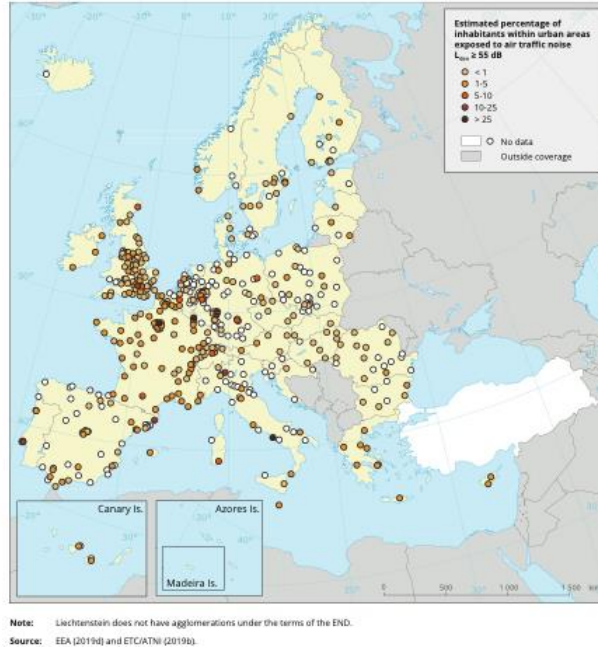 Estimated percentage of
inhabitants within urban areas
exposed to air traffic noise
Lden ≥ 55 dB
< 1
1-5
5-10
10-25
> 25
No data
Outside coverage
Canary Is.
Azores Is.
Madeira Is.
0 500 1 000 1 500
Note: Liechtenstein does not have agglomerations under the terms of the END.
Source: EEA (2019d) and ETC/ATNI (2019b).